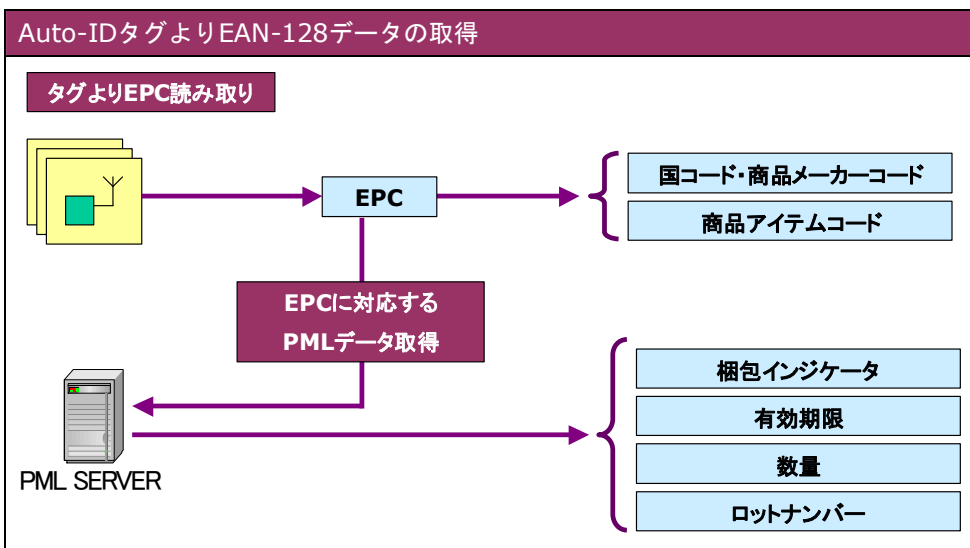 Auto-IDタグよりEAN-128データの取得
タグよりEPC読み取り
EPC
国コード・商品メーカーコード
商品アイテムコード
EPCに対応する
PMLデータ取得
梱包インジケータ
有効期限
数量
ロットナンバー
PML SERVER